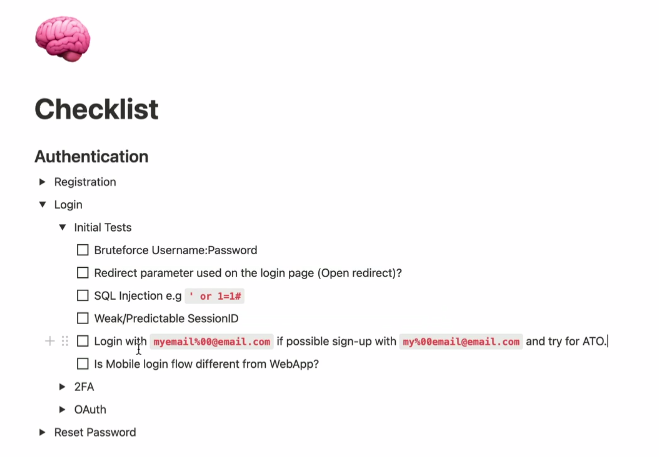 Checklist
Authentication
Registration
Login
Initial Tests
Bruteforce Username:Password
Redirect parameter used on the login page (Open redirect)?
SQL Injection e.g ' or 1=1#
Weak/Predictable SessionID
Login with myemail%00@email.com if possible sign-up with my%00email@email.com and try for ATO.
Is Mobile login flow different from WebApp?
2FA
OAuth
Reset Password